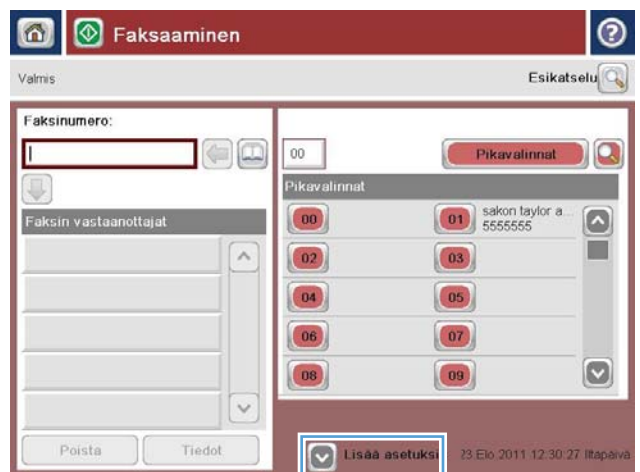 Faksaaminen
Valmis
Esikatselu
Faksinumero:
00
Pikavalinnat
Pikavalinnat
Faksin vastaanottajat
00
01 sakon taylor a...
5555555
02
03
04
05
06
07
08
09
Poista
Tiedot
Lisää asetuksi
23 Elo 2011 12:30:27 iltapäivä